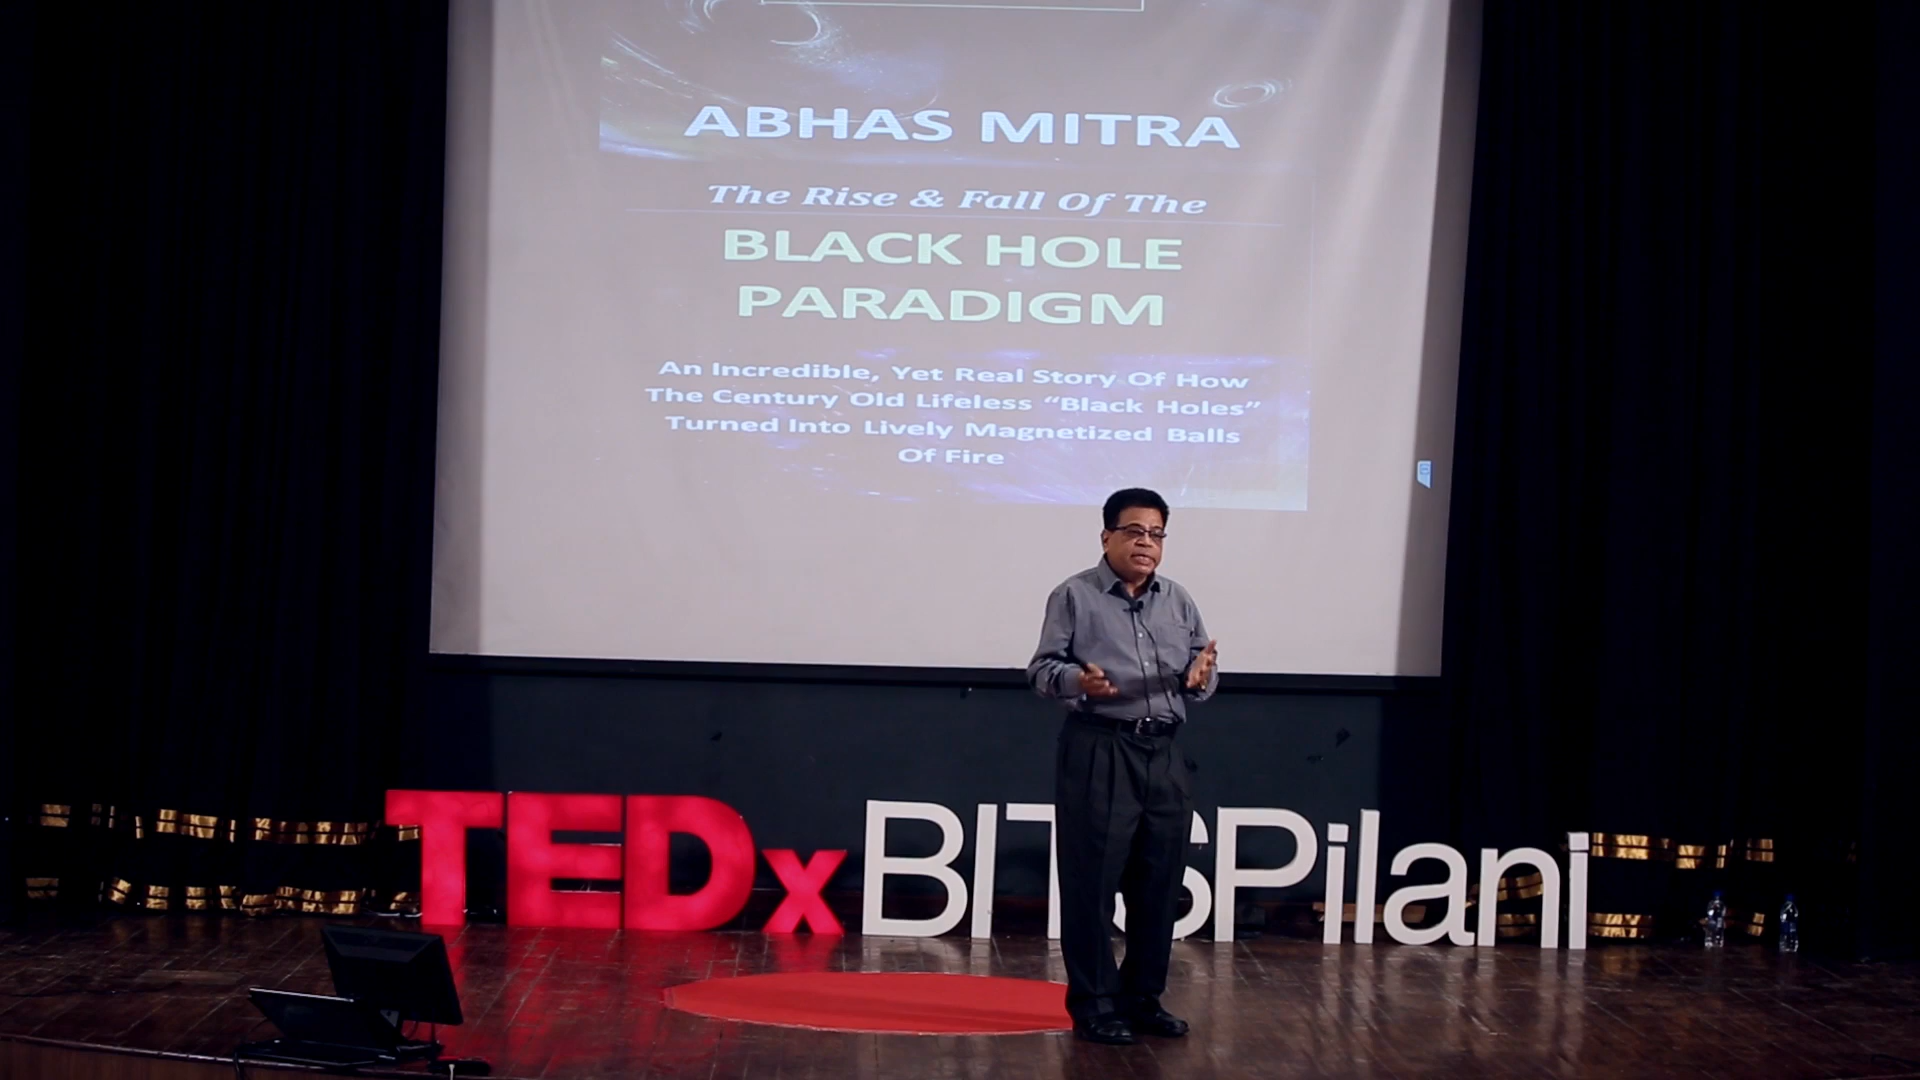 ABHAS MITRA
The Rise & Fall Of The
BLACK HOLE
PARADIGM
An Incredible, Yet Real Story Of How
The Century Old Lifeless “Black Holes”
Turned Into Lively Magnetized Balls
Of Fire
TEDxBITSPilani